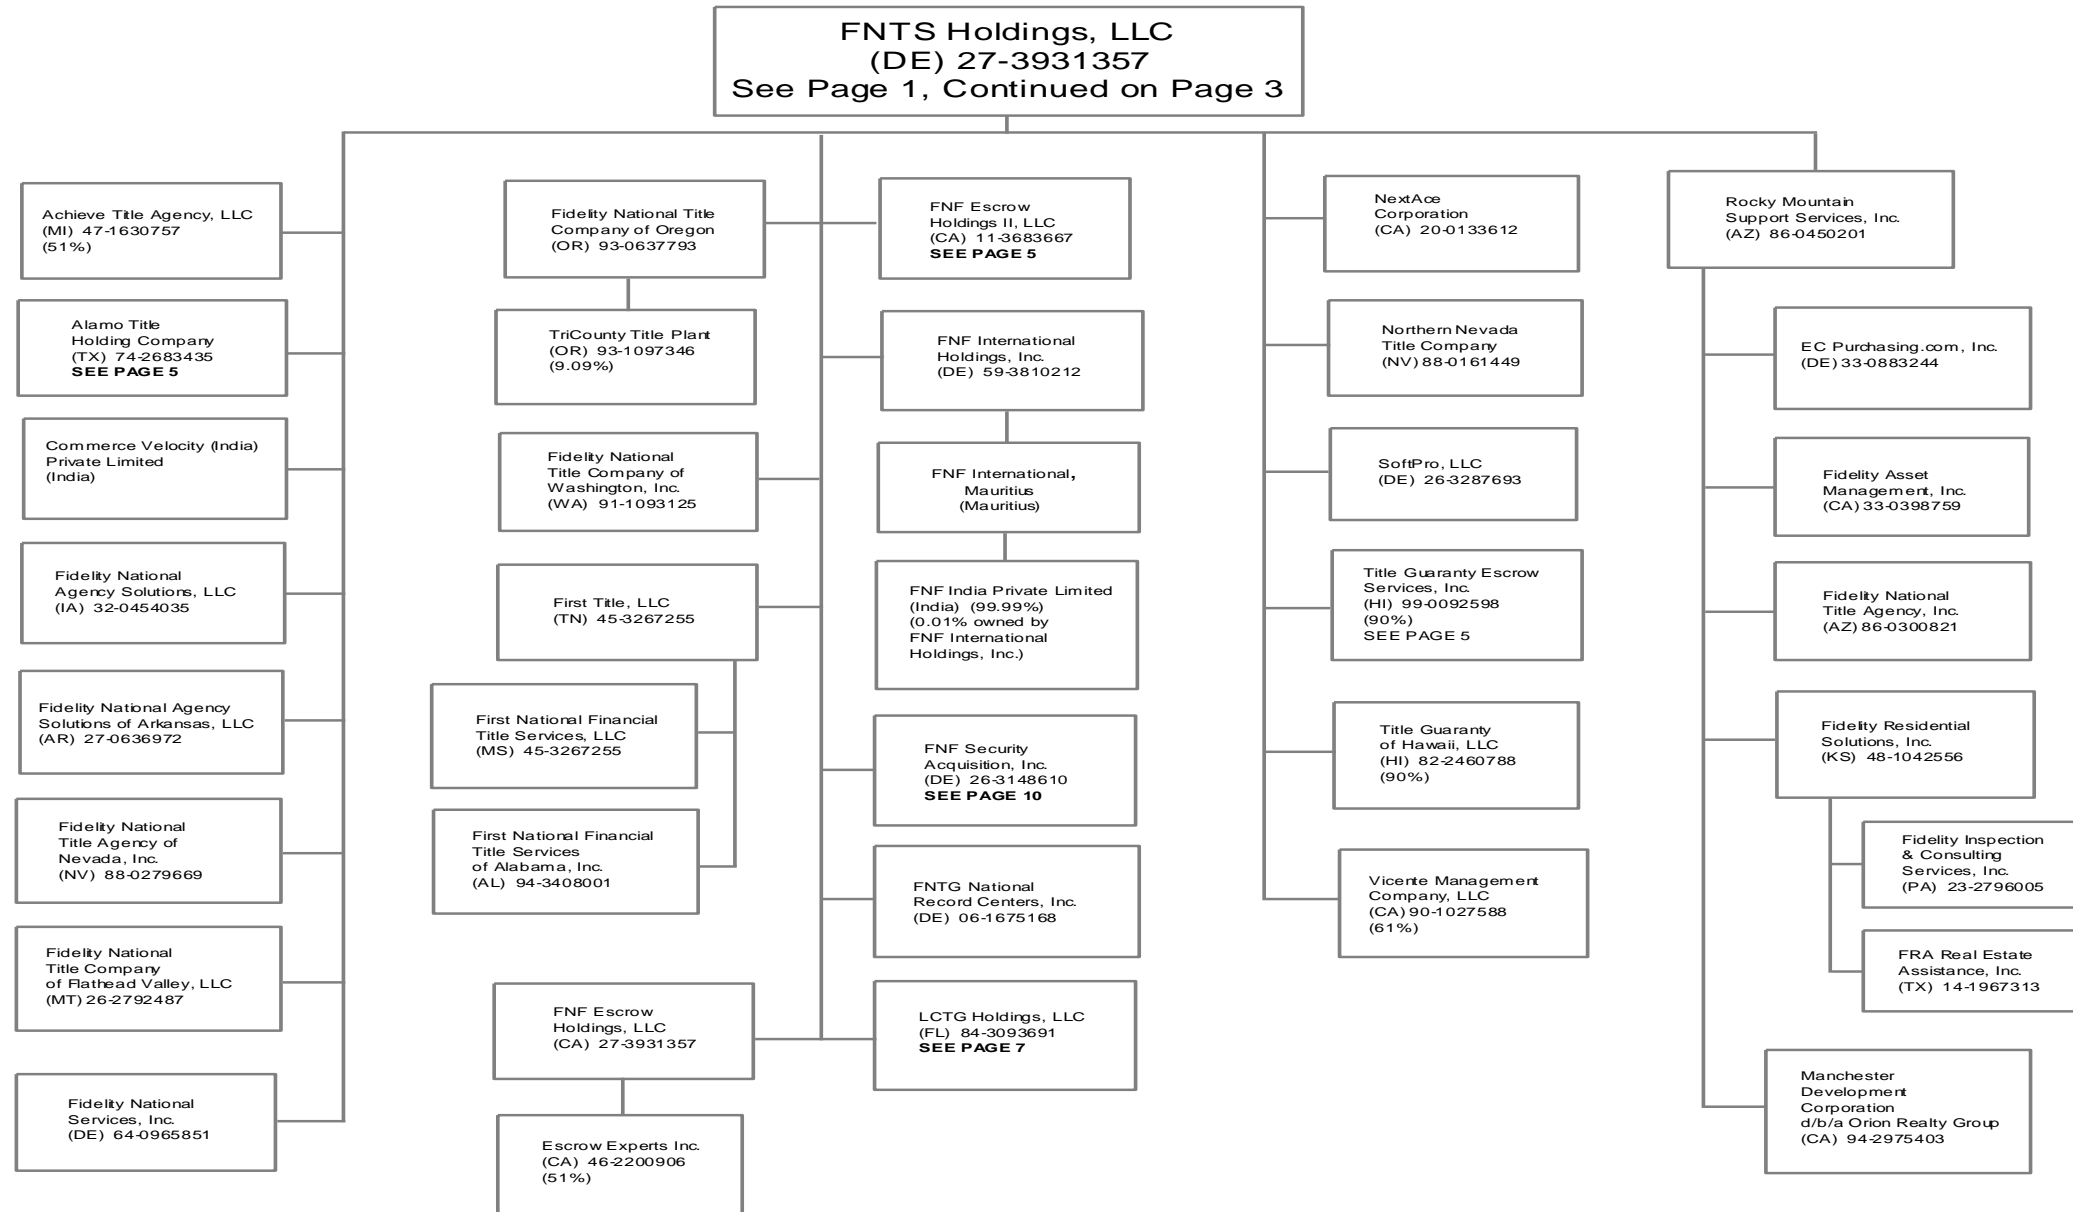 FNTS Holdings, LLC
(DE) 27-3931357
See Page 1, Continued on Page 3
Achieve Title Agency, LLC
(MI) 47-1630757
(51%)
Alamo Title
Holding Company
(TX) 74-2683435
SEE PAGE 5
Commerce Velocity (India)
Private Limited
(India)
Fidelity National
Agency Solutions, LLC
(IA) 32-0454035
Fidelity National Agency
Solutions of Arkansas, LLC
(AR) 27-0636972
Fidelity National
Title Agency of
Nevada, Inc.
(NV) 88-0279669
Fidelity National
Title Company
of Flathead Valley, LLC
(MT) 26-2792487
Fidelity National
Services, Inc.
(DE) 64-0965851
Fidelity National Title
Company of Oregon
(OR) 93-0637793
TriCounty Title Plant
(OR) 93-1097346
(9.09%)
Fidelity National
Title Company of
Washington, Inc.
(WA) 91-1093125
First Title, LLC
(TN) 45-3267255
First National Financial
Title Services, LLC
(MS) 45-3267255
First National Financial
Title Services
of Alabama, Inc.
(AL) 94-3408001
FNF Escrow
Holdings, LLC
(CA) 27-3931357
Escrow Experts Inc.
(CA) 46-2200906
(51%)
FNF Escrow
Holdings II, LLC
(CA) 11-3683667
SEE PAGE 5
FNF International
Holdings, Inc.
(DE) 59-3810212
FNF International,
Mauritius
(Mauritius)
FNF India Private Limited
(India) (99.99%)
(0.01% owned by
FNF International
Holdings, Inc.)
FNF Security
Acquisition, Inc.
(DE) 26-3148610
SEE PAGE 10
FNTG National
Record Centers, Inc.
(DE) 06-1675168
LCTG Holdings, LLC
(FL) 84-3093691
SEE PAGE 7
NextAce
Corporation
(CA) 20-0133612
Northern Nevada
Title Company
(NV) 88-0161449
SoftPro, LLC
(DE) 26-3287693
Title Guaranty Escrow
Services, Inc.
(HI) 99-0092598
(90%)
SEE PAGE 5
Title Guaranty
of Hawaii, LLC
(HI) 82-2460788
(90%)
Vicente Management
Company, LLC
(CA) 90-1027588
(61%)
Rocky Mountain
Support Services, Inc.
(AZ) 86-0450201
EC Purchasing.com, Inc.
(DE) 33-0883244
Fidelity Asset
Management, Inc.
(CA) 33-0398759
Fidelity National
Title Agency, Inc.
(AZ) 86-0300821
Fidelity Residential
Solutions, Inc.
(KS) 48-1042556
Fidelity Inspection
& Consulting
Services, Inc.
(PA) 23-2796005
FRA Real Estate
Assistance, Inc.
(TX) 14-1967313
Manchester
Development
Corporation
d/b/a Orion Realty Group
(CA) 94-2975403